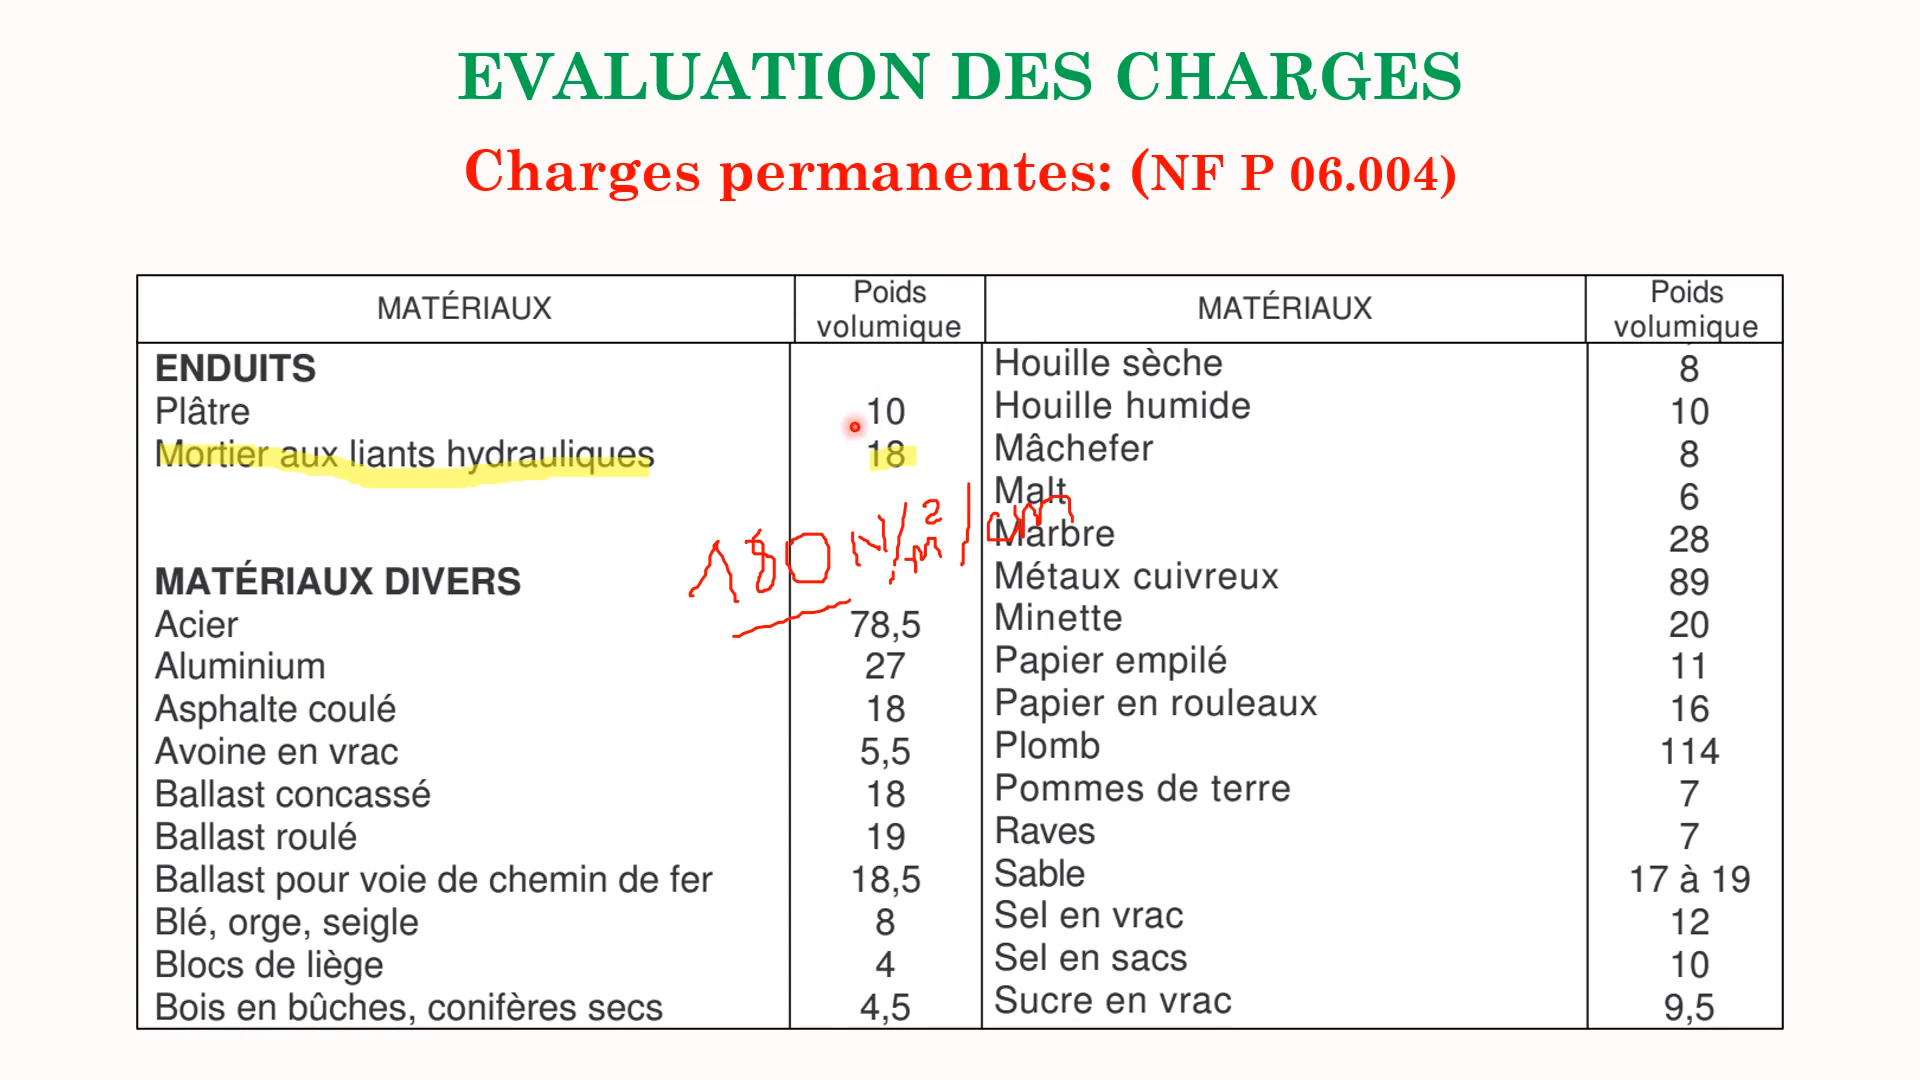 EVALUATION DES CHARGES
Charges permanentes: (NF P 06.004)
MATÉRIAUX Poids volumique MATÉRIAUX Poids volumique
ENDUITS Houille sèche 8
Plâtre 10 Houille humide 10
Mortier aux liants hydrauliques 18 Mâchefer 8
Malt 6
180 N/m²/cm
Marbre 28
MATÉRIAUX DIVERS Métaux cuivreux 89
Acier 78,5 Minette 20
Aluminium 27 Papier empilé 11
Asphalte coulé 18 Papier en rouleaux 16
Avoine en vrac 5,5 Plomb 114
Ballast concassé 18 Pommes de terre 7
Ballast roulé 19 Raves 7
Ballast pour voie de chemin de fer 18,5 Sable 17 à 19
Blé, orge, seigle 8 Sel en vrac 12
Blocs de liège 4 Sel en sacs 10
Bois en bûches, conifères secs 4,5 Sucre en vrac 9,5